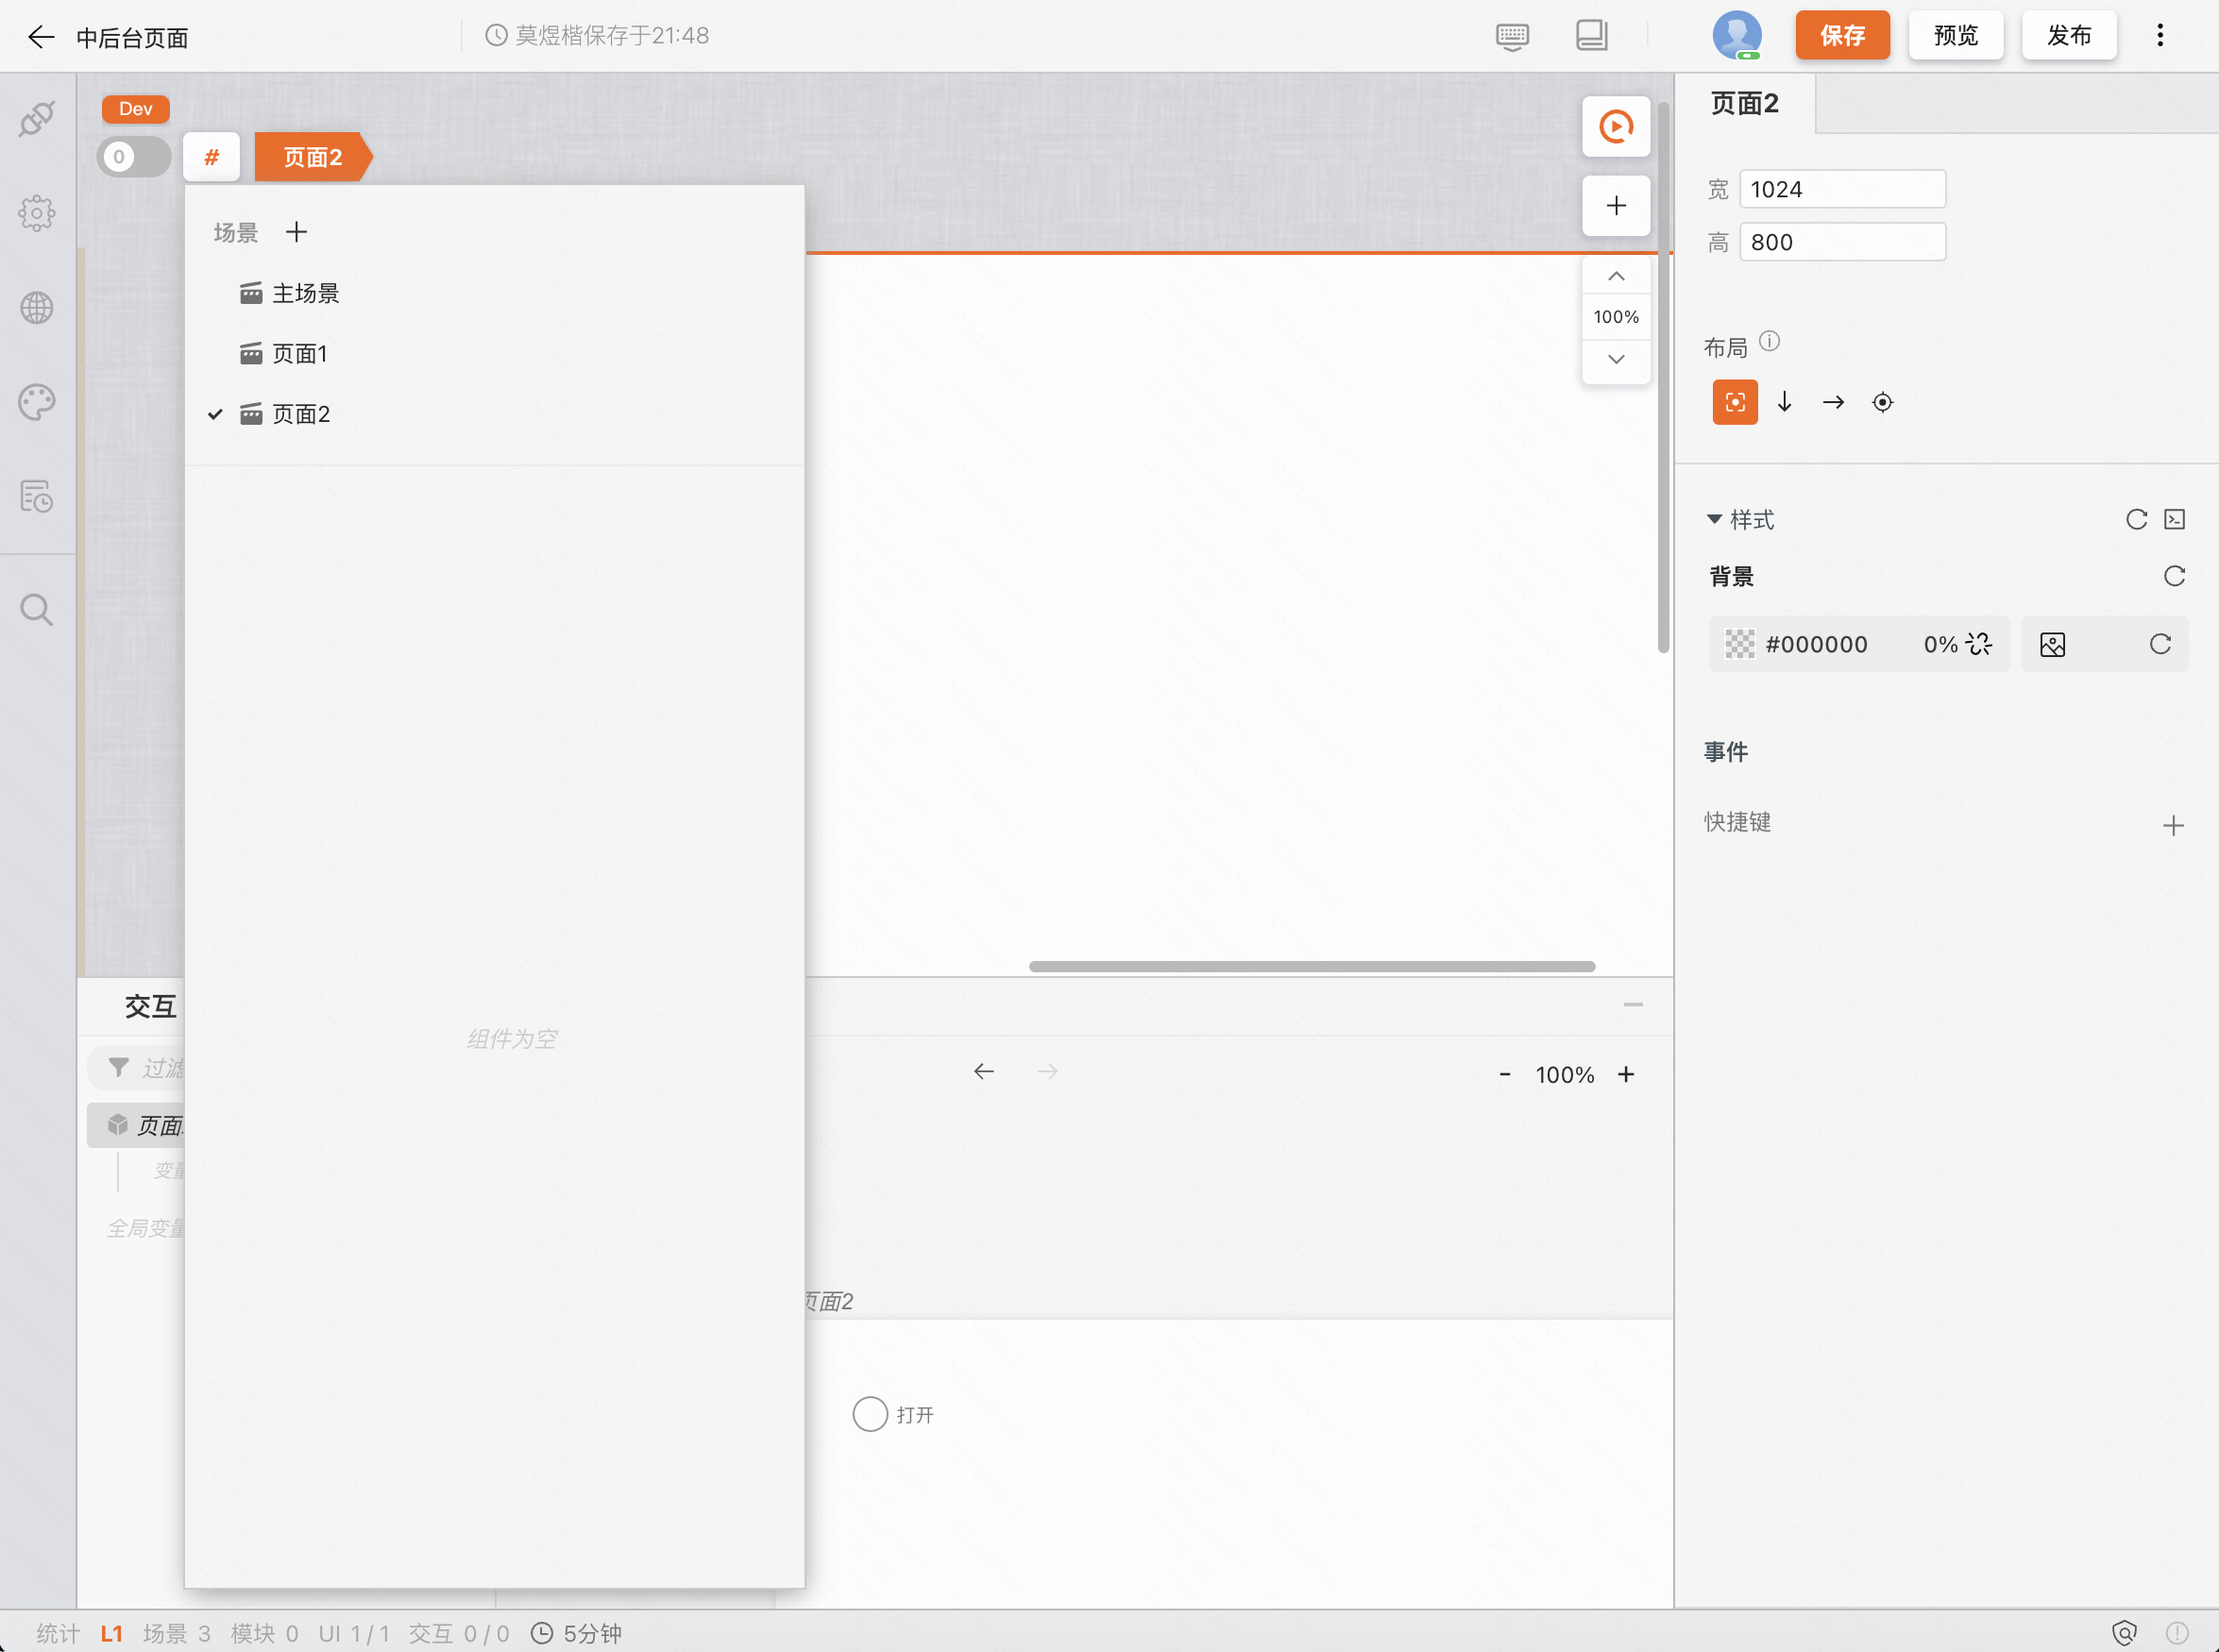 中后台页面
莫煜楷保存于21:48
保存
预览
发布
Dev
0
#
页面2
场景
主场景
页面1
页面2
组件为空
100%
交互
过滤
页面
变量
全局变量
100%
页面2
打开
页面2
宽 1024
高 800
布局
样式
背景
#000000 0%
事件
快捷键
统计 L1 场景 3 模块 0 UI 1 / 1 交互 0 / 0 5分钟